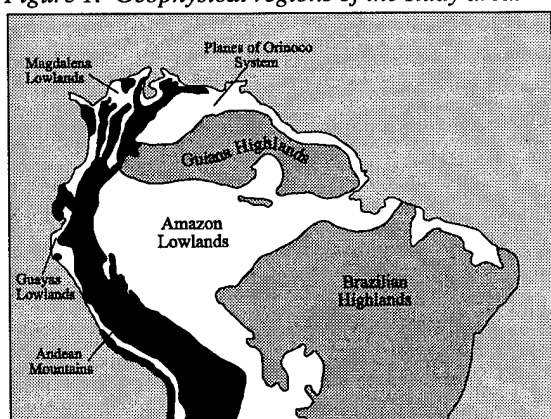 Figure 1. Geophysical regions of the study area.
Planes of Orinoco
System
Magdalena
Lowlands
Guiana Highlands
Amazon
Lowlands
Guayas
Lowlands
Brazilian
Highlands
Andean
Mountains